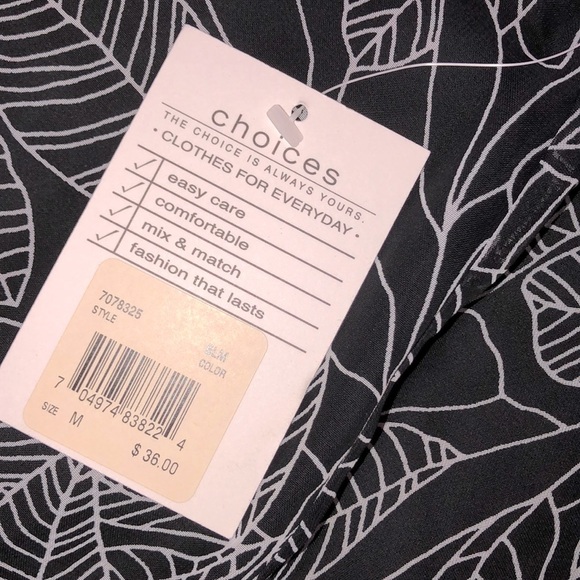 choices
THE CHOICE IS ALWAYS YOURS.
• CLOTHES FOR EVERYDAY •
easy care
comfortable
mix & match
fashion that lasts
7078325
STYLE
COLOR
7 04974 83822 4
SIZE M
$ 36.00